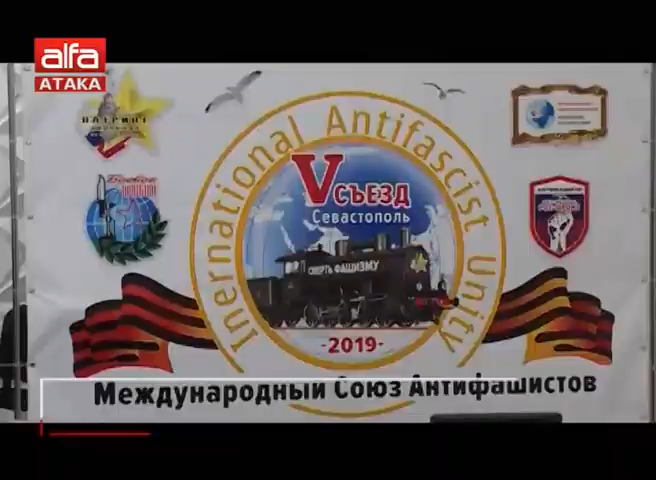 alfa
АТАКА
Inernational Antifascist Unity
V СЪЕЗД
Севастополь
СМЕРТЬ ФАШИЗМУ
-2019-
Международный Союз Антифашистов